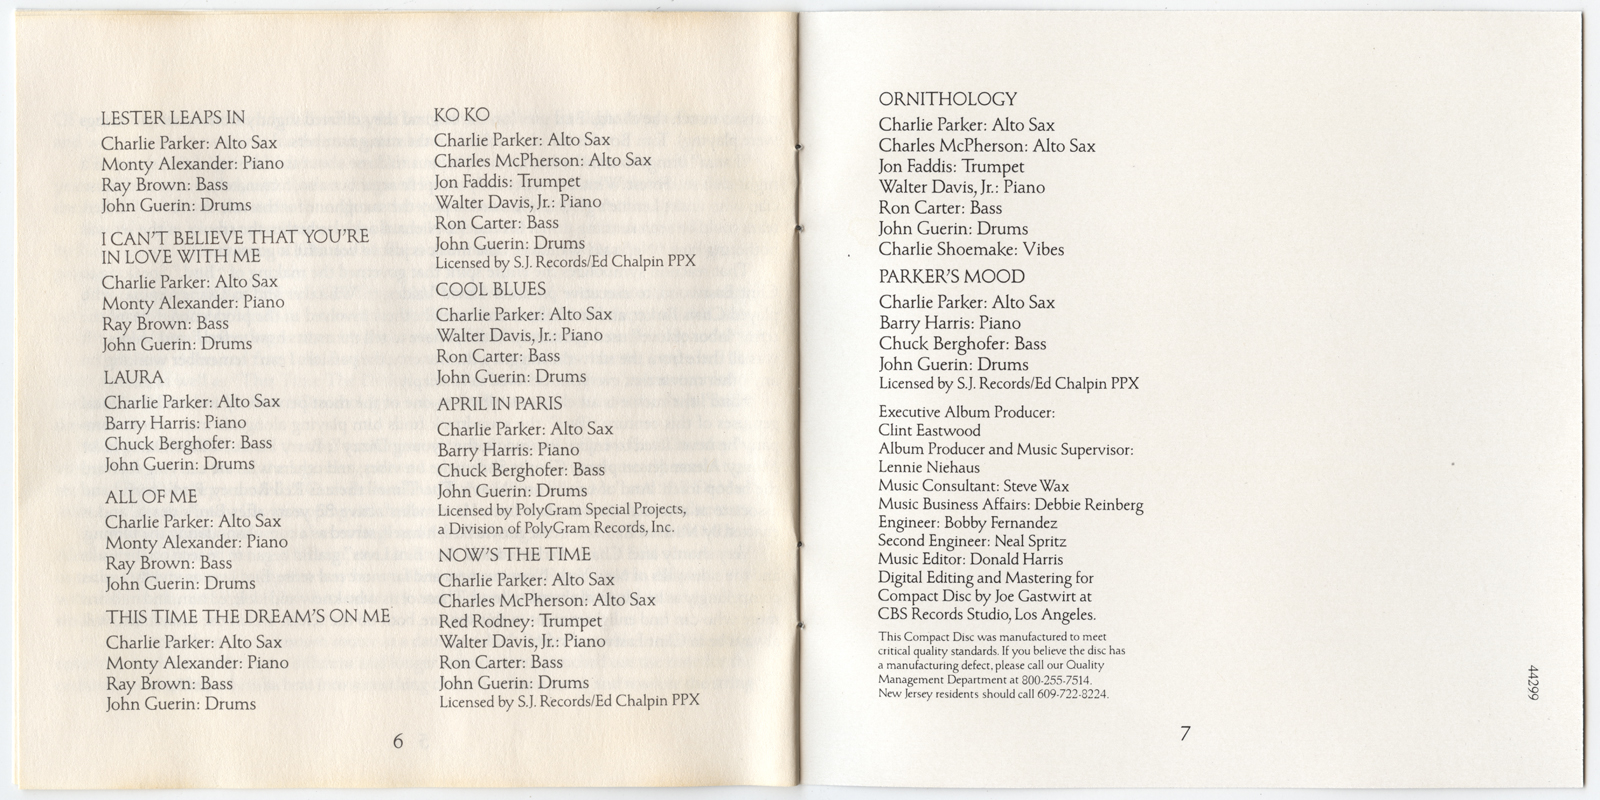 LESTER LEAPS IN
Charlie Parker: Alto Sax
Monty Alexander: Piano
Ray Brown: Bass
John Guerin: Drums
I CAN'T BELIEVE THAT YOU'RE
IN LOVE WITH ME
Charlie Parker: Alto Sax
Monty Alexander: Piano
Ray Brown: Bass
John Guerin: Drums
LAURA
Charlie Parker: Alto Sax
Barry Harris: Piano
Chuck Berghofer: Bass
John Guerin: Drums
ALL OF ME
Charlie Parker: Alto Sax
Monty Alexander: Piano
Ray Brown: Bass
John Guerin: Drums
THIS TIME THE DREAM'S ON ME
Charlie Parker: Alto Sax
Monty Alexander: Piano
Ray Brown: Bass
John Guerin: Drums
KO KO
Charlie Parker: Alto Sax
Charles McPherson: Alto Sax
Jon Faddis: Trumpet
Walter Davis, Jr.: Piano
Ron Carter: Bass
John Guerin: Drums
Licensed by S.J. Records/Ed Chalpin PPX
COOL BLUES
Charlie Parker: Alto Sax
Walter Davis, Jr.: Piano
Ron Carter: Bass
John Guerin: Drums
APRIL IN PARIS
Charlie Parker: Alto Sax
Barry Harris: Piano
Chuck Berghofer: Bass
John Guerin: Drums
Licensed by PolyGram Special Projects,
a Division of PolyGram Records, Inc.
NOW'S THE TIME
Charlie Parker: Alto Sax
Charles McPherson: Alto Sax
Red Rodney: Trumpet
Walter Davis, Jr.: Piano
Ron Carter: Bass
John Guerin: Drums
Licensed by S.J. Records/Ed Chalpin PPX
6
ORNITHOLOGY
Charlie Parker: Alto Sax
Charles McPherson: Alto Sax
Jon Faddis: Trumpet
Walter Davis, Jr.: Piano
Ron Carter: Bass
John Guerin: Drums
Charlie Shoemake: Vibes
PARKER'S MOOD
Charlie Parker: Alto Sax
Barry Harris: Piano
Chuck Berghofer: Bass
John Guerin: Drums
Licensed by S.J. Records/Ed Chalpin PPX
Executive Album Producer:
Clint Eastwood
Album Producer and Music Supervisor:
Lennie Niehaus
Music Consultant: Steve Wax
Music Business Affairs: Debbie Reinberg
Engineer: Bobby Fernandez
Second Engineer: Neal Spritz
Music Editor: Donald Harris
Digital Editing and Mastering for
Compact Disc by Joe Gastwirt at
CBS Records Studio, Los Angeles.
This Compact Disc was manufactured to meet
critical quality standards. If you believe the disc has
a manufacturing defect, please call our Quality
Management Department at 800-255-7514.
New Jersey residents should call 609-722-8224.
7
44299